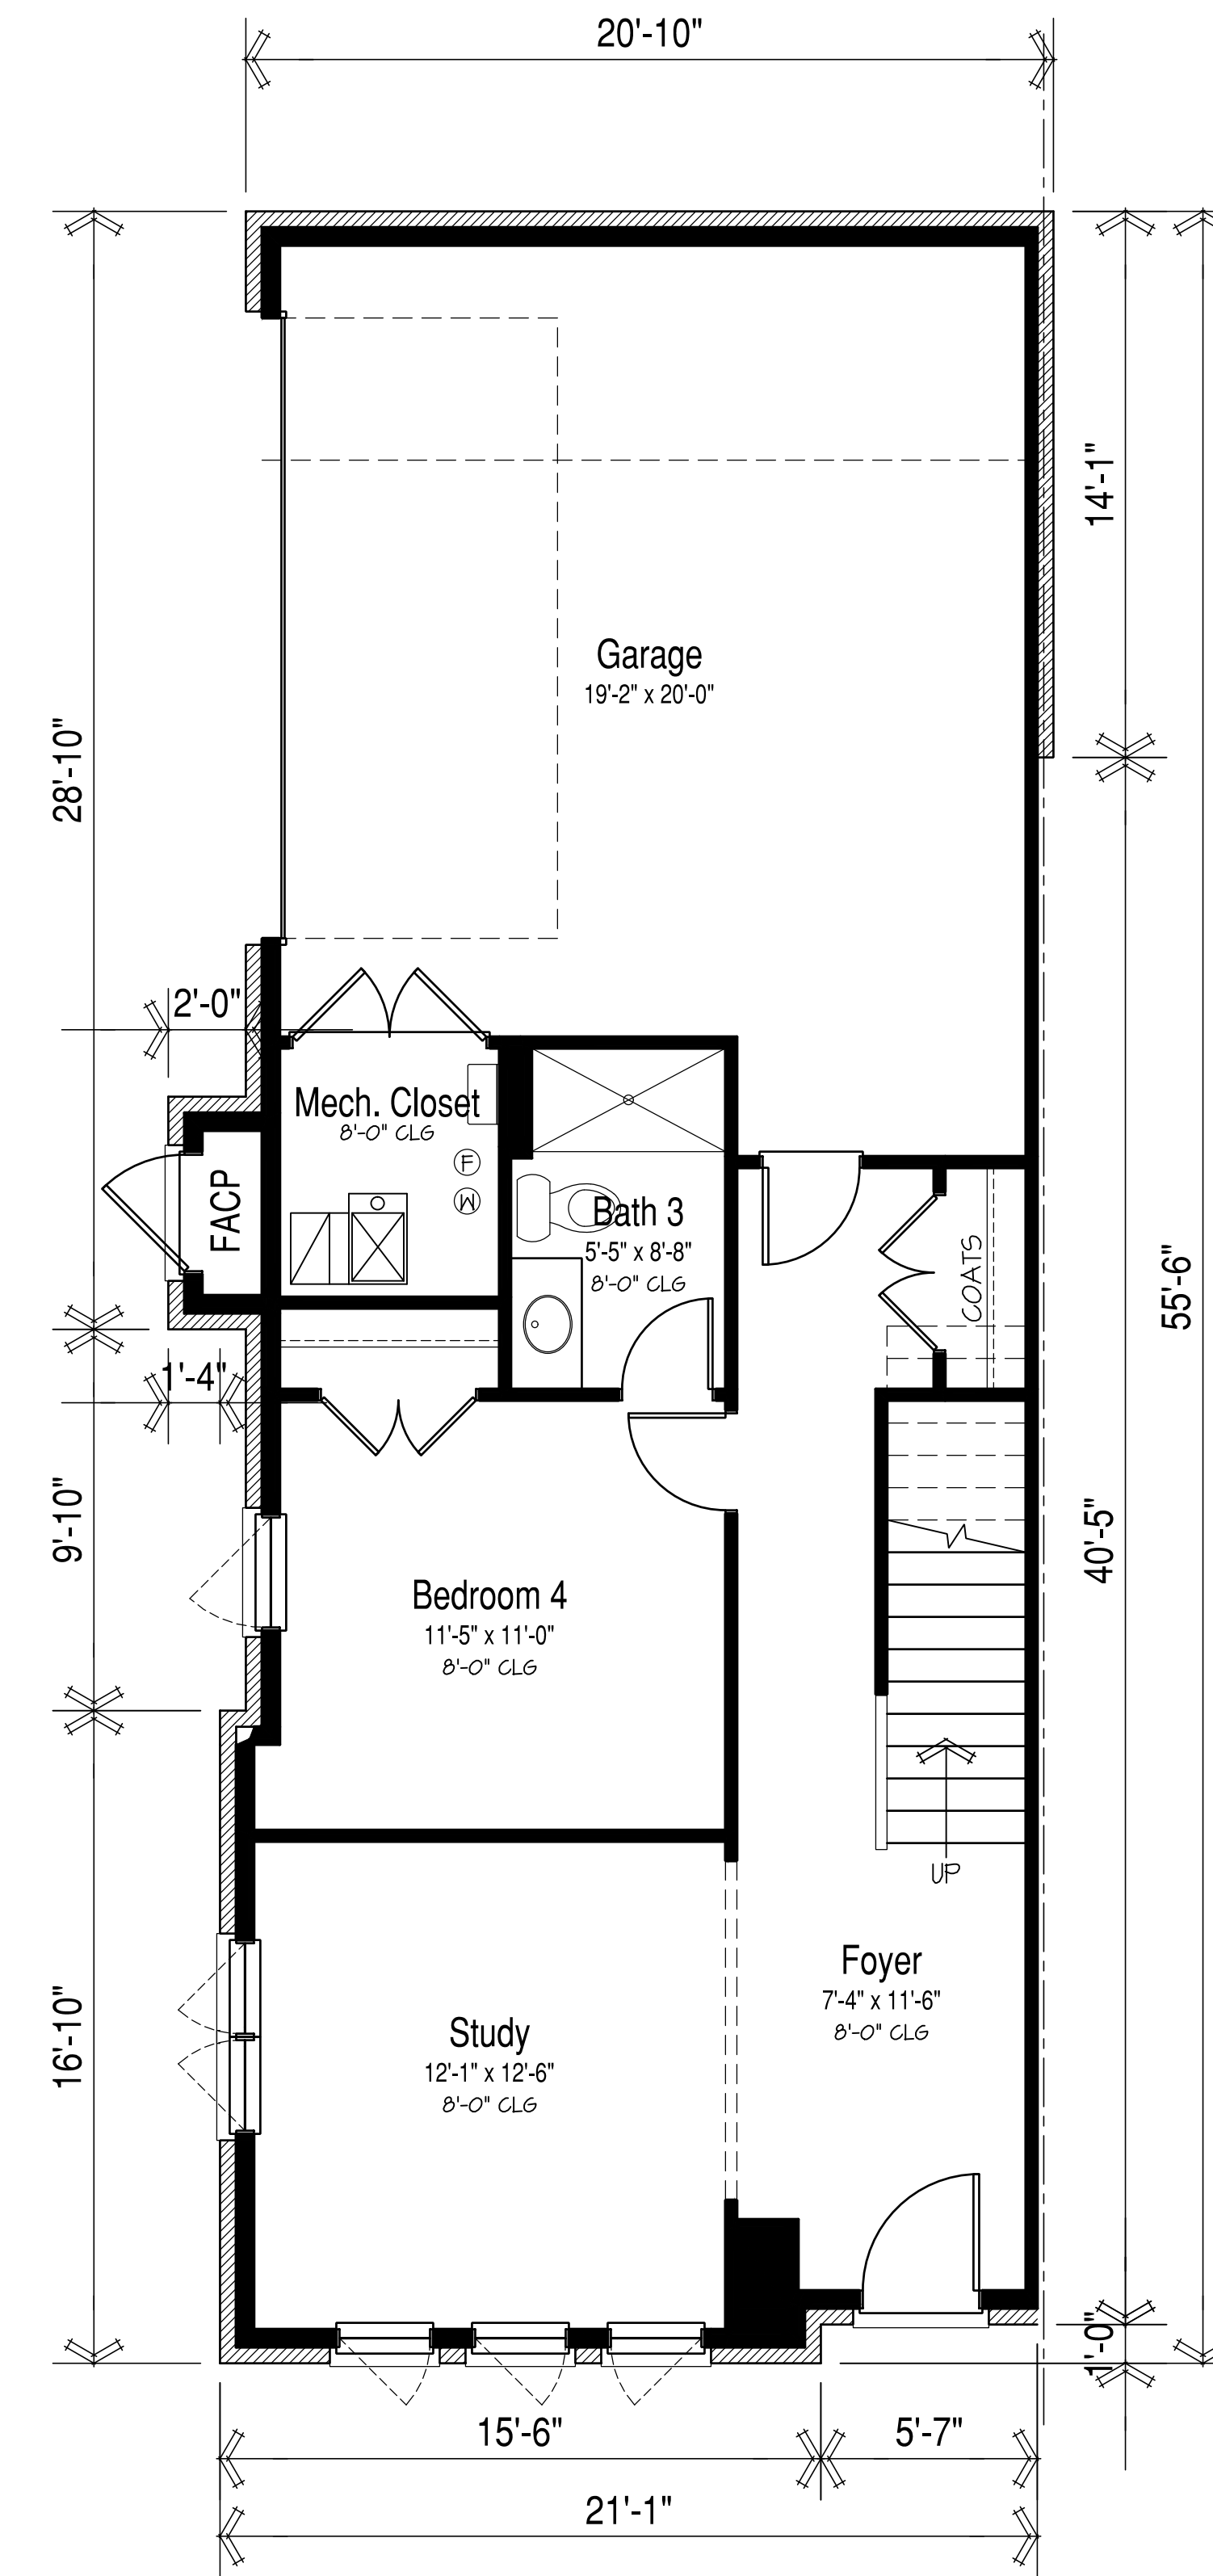 20'-10"
14'-1"
Garage
19'-2" x 20'-0"
28'-10"
2'-0"
Mech. Closet
8'-0" CLG
F
W
FACP
Bath 3
5'-5" x 8'-8"
8'-0" CLG
COATS
55'-6"
1'-4"
9'-10"
40'-5"
Bedroom 4
11'-5" x 11'-0"
8'-0" CLG
UP
Foyer
7'-4" x 11'-6"
8'-0" CLG
16'-10"
Study
12'-1" x 12'-6"
8'-0" CLG
1'-0"
15'-6"
5'-7"
21'-1"